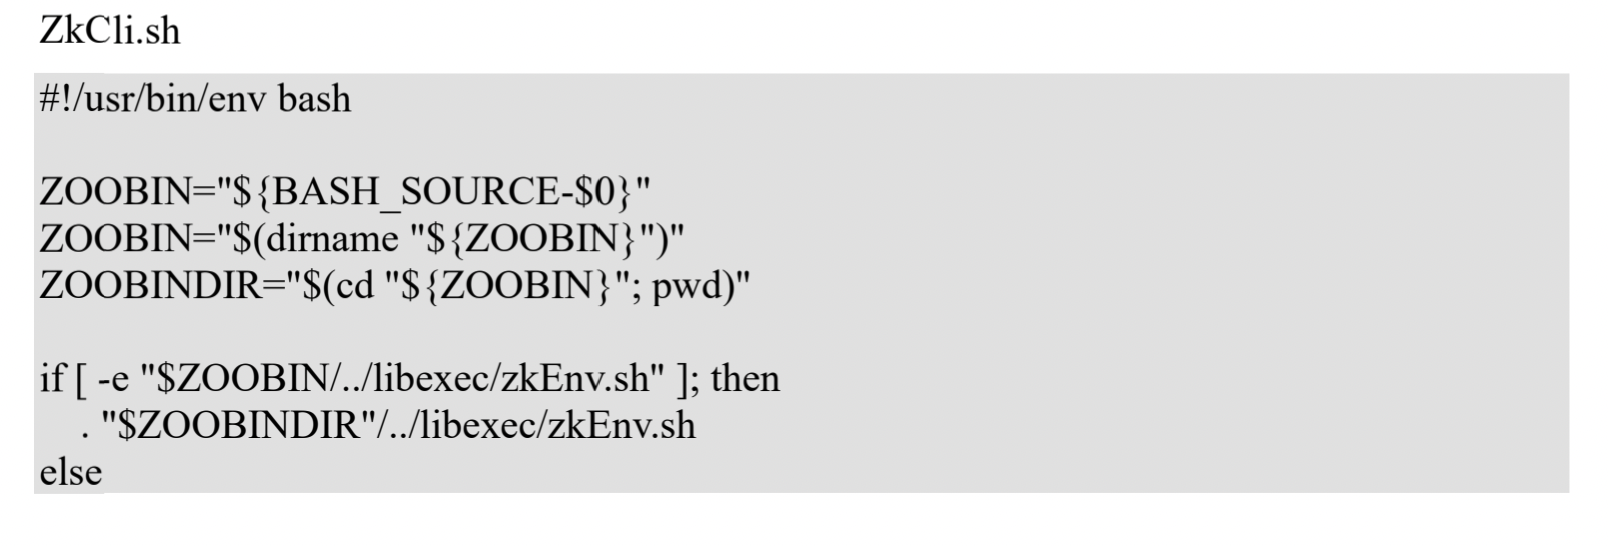 ZkCli.sh
#!/usr/bin/env bash
ZOOBIN="${BASH_SOURCE-$0}"
ZOOBIN="$(dirname "${ZOOBIN}")"
ZOOBINDIR="$(cd "${ZOOBIN}"; pwd)"
if [ -e "$ZOOBIN/../libexec/zkEnv.sh" ]; then
. "$ZOOBINDIR"/../libexec/zkEnv.sh
else